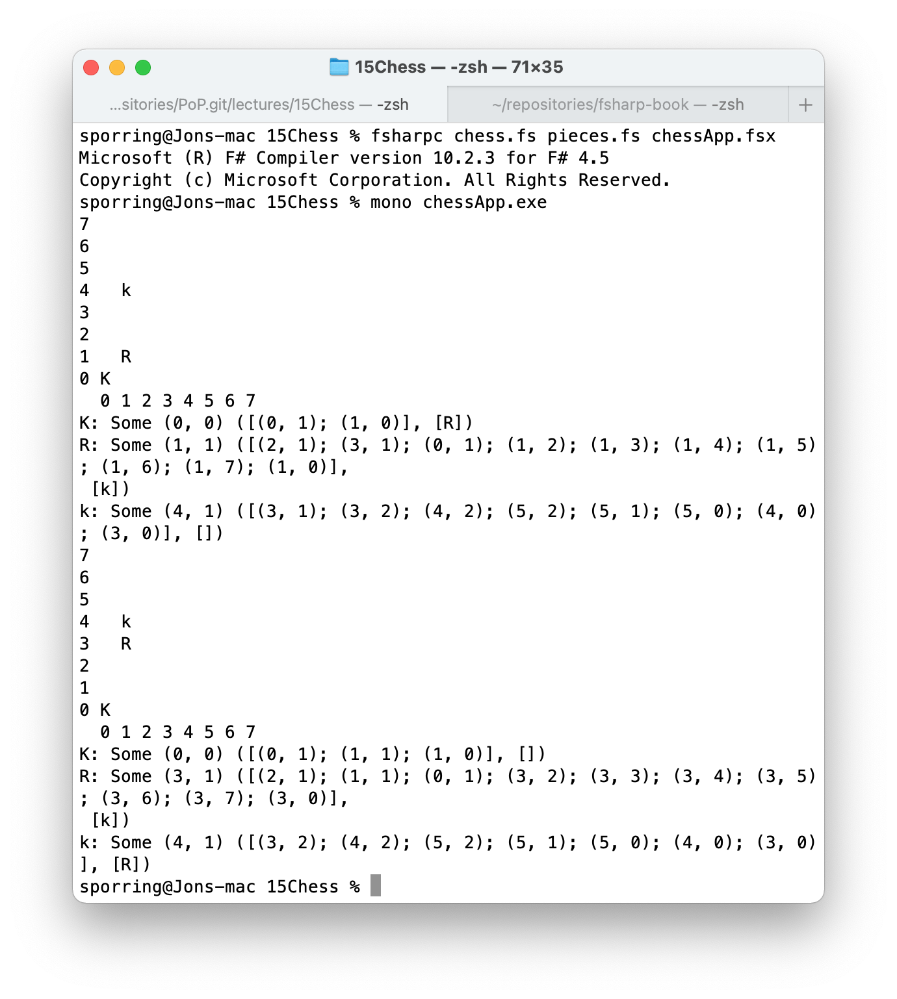 15Chess — -zsh — 71×35
...sitories/PoP.git/lectures/15Chess — -zsh
~/repositories/fsharp-book — -zsh
+
sporring@Jons-mac 15Chess % fsharpc chess.fs pieces.fs chessApp.fsx
Microsoft (R) F# Compiler version 10.2.3 for F# 4.5
Copyright (c) Microsoft Corporation. All Rights Reserved.
sporring@Jons-mac 15Chess % mono chessApp.exe
7
6
5
4   k
3
2
1   R
0 K
  0 1 2 3 4 5 6 7
K: Some (0, 0) ([(0, 1); (1, 0)], [R])
R: Some (1, 1) ([(2, 1); (3, 1); (0, 1); (1, 2); (1, 3); (1, 4); (1, 5)
; (1, 6); (1, 7); (1, 0)],
 [k])
k: Some (4, 1) ([(3, 1); (3, 2); (4, 2); (5, 2); (5, 1); (5, 0); (4, 0)
; (3, 0)], [])
7
6
5
4   k
3   R
2
1
0 K
  0 1 2 3 4 5 6 7
K: Some (0, 0) ([(0, 1); (1, 1); (1, 0)], [])
R: Some (3, 1) ([(2, 1); (1, 1); (0, 1); (3, 2); (3, 3); (3, 4); (3, 5)
; (3, 6); (3, 7); (3, 0)],
 [k])
k: Some (4, 1) ([(3, 2); (4, 2); (5, 2); (5, 1); (5, 0); (4, 0); (3, 0)
], [R])
sporring@Jons-mac 15Chess %